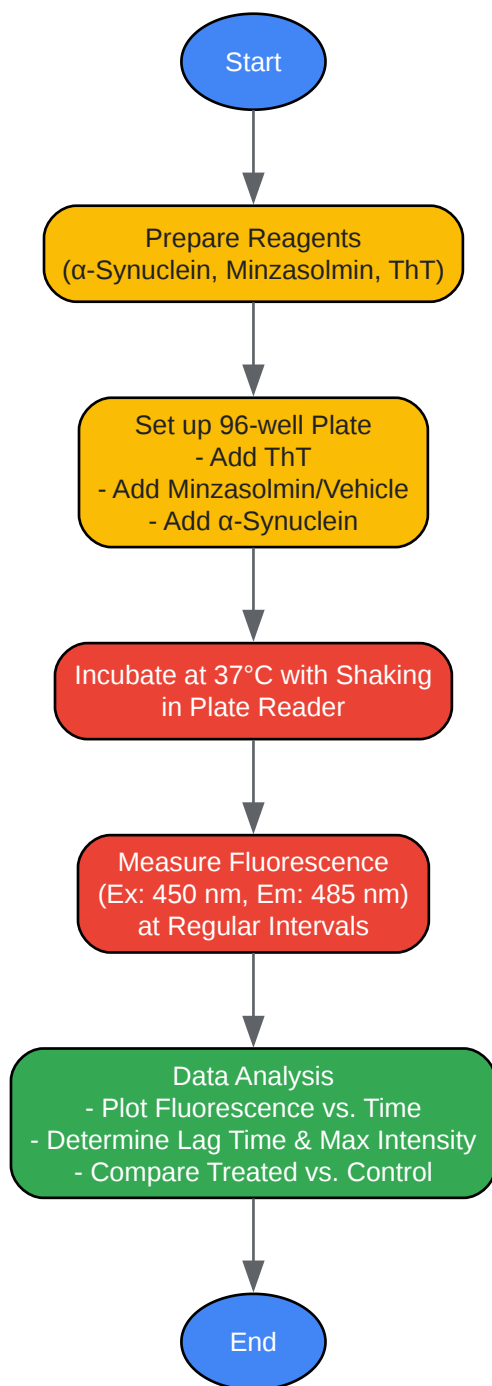 Start
Prepare Reagents
(α-Synuclein, Minzasolmin, ThT)
Set up 96-well Plate
- Add ThT
- Add Minzasolmin/Vehicle
- Add α-Synuclein
Incubate at 37°C with Shaking
in Plate Reader
Measure Fluorescence
(Ex: 450 nm, Em: 485 nm)
at Regular Intervals
Data Analysis
- Plot Fluorescence vs. Time
- Determine Lag Time & Max Intensity
- Compare Treated vs. Control
End